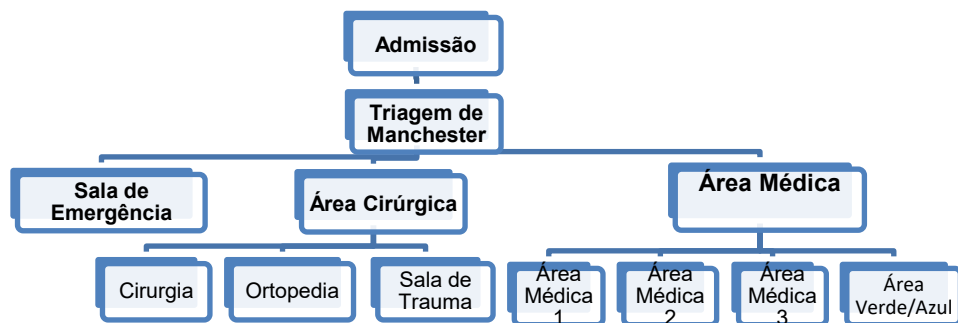 Admissão
Triagem de
Manchester
Sala de
Emergência
Área Cirúrgica
Área Médica
Cirurgia
Ortopedia
Sala de
Trauma
Área
Médica
1
Área
Médica
2
Área
Médica
3
Área
Verde/Azul